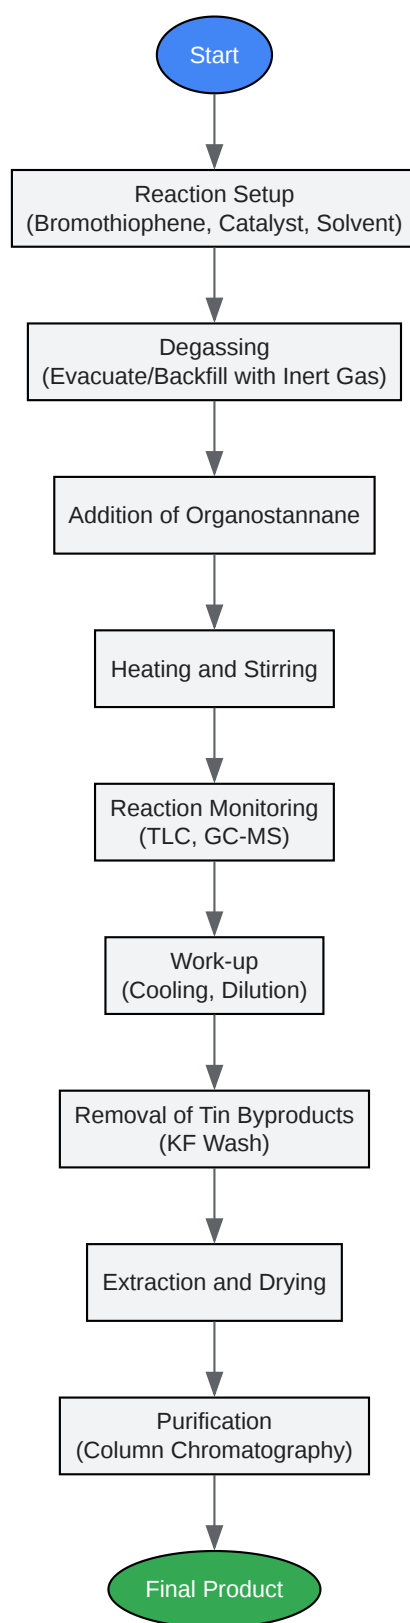 Start
Reaction Setup
(Bromothiophene, Catalyst, Solvent)
Degassing
(Evacuate/Backfill with Inert Gas)
Addition of Organostannane
Heating and Stirring
Reaction Monitoring
(TLC, GC-MS)
Work-up
(Cooling, Dilution)
Removal of Tin Byproducts
(KF Wash)
Extraction and Drying
Purification
(Column Chromatography)
Final Product